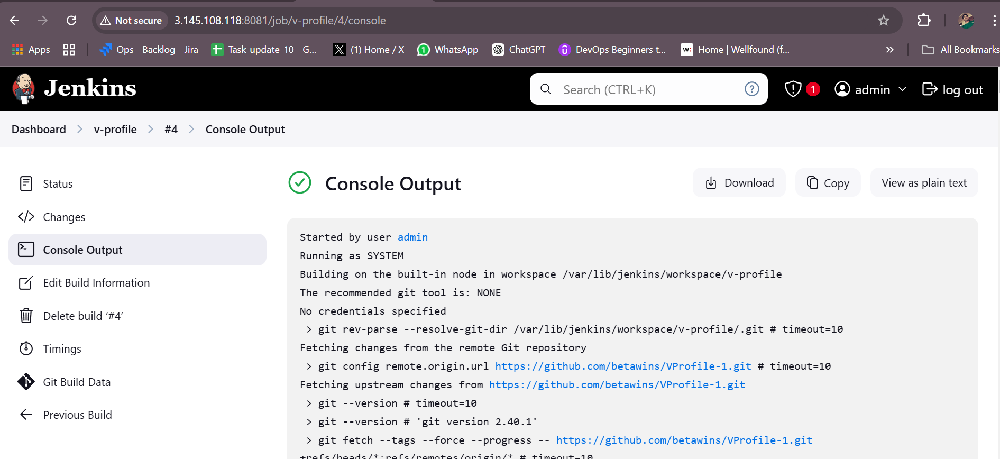 Not secure 3.145.108.118:8081/job/v-profile/4/console
Apps Ops - Backlog - Jira Task_update_10 - G... (1) Home / X WhatsApp ChatGPT DevOps Beginners t... Home | Wellfound (f... All Bookmarks
Jenkins Search (CTRL+K) 1 admin log out
Dashboard v-profile #4 Console Output
Status
Changes
Console Output
Edit Build Information
Delete build ‘#4’
Timings
Git Build Data
Previous Build
Console Output Download Copy View as plain text
Started by user admin
Running as SYSTEM
Building on the built-in node in workspace /var/lib/jenkins/workspace/v-profile
The recommended git tool is: NONE
No credentials specified
> git rev-parse --resolve-git-dir /var/lib/jenkins/workspace/v-profile/.git # timeout=10
Fetching changes from the remote Git repository
> git config remote.origin.url https://github.com/betawins/VProfile-1.git # timeout=10
Fetching upstream changes from https://github.com/betawins/VProfile-1.git
> git --version # timeout=10
> git --version # 'git version 2.40.1'
> git fetch --tags --force --progress -- https://github.com/betawins/VProfile-1.git
+refs/heads/*:refs/remotes/origin/* # timeout=10